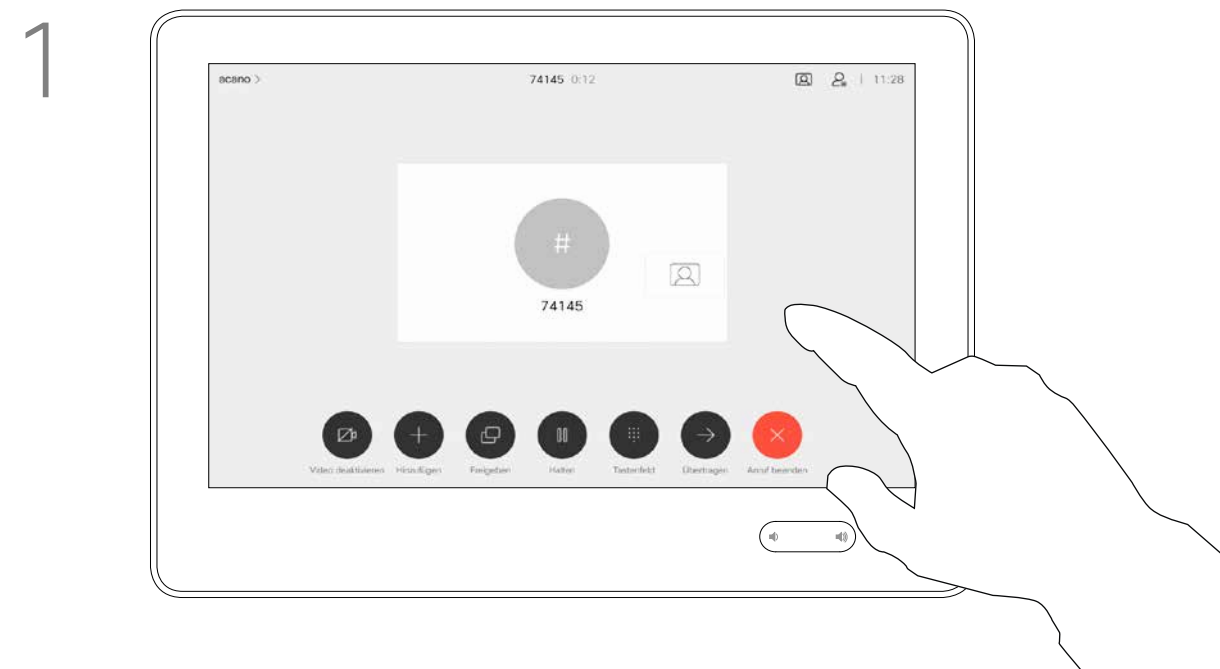 1
acano >
74145 0:12
| 11:28
#
74145
Video deaktivieren Hinzufügen Freigeben Halten Tastenfeld Übertragen Anruf beenden